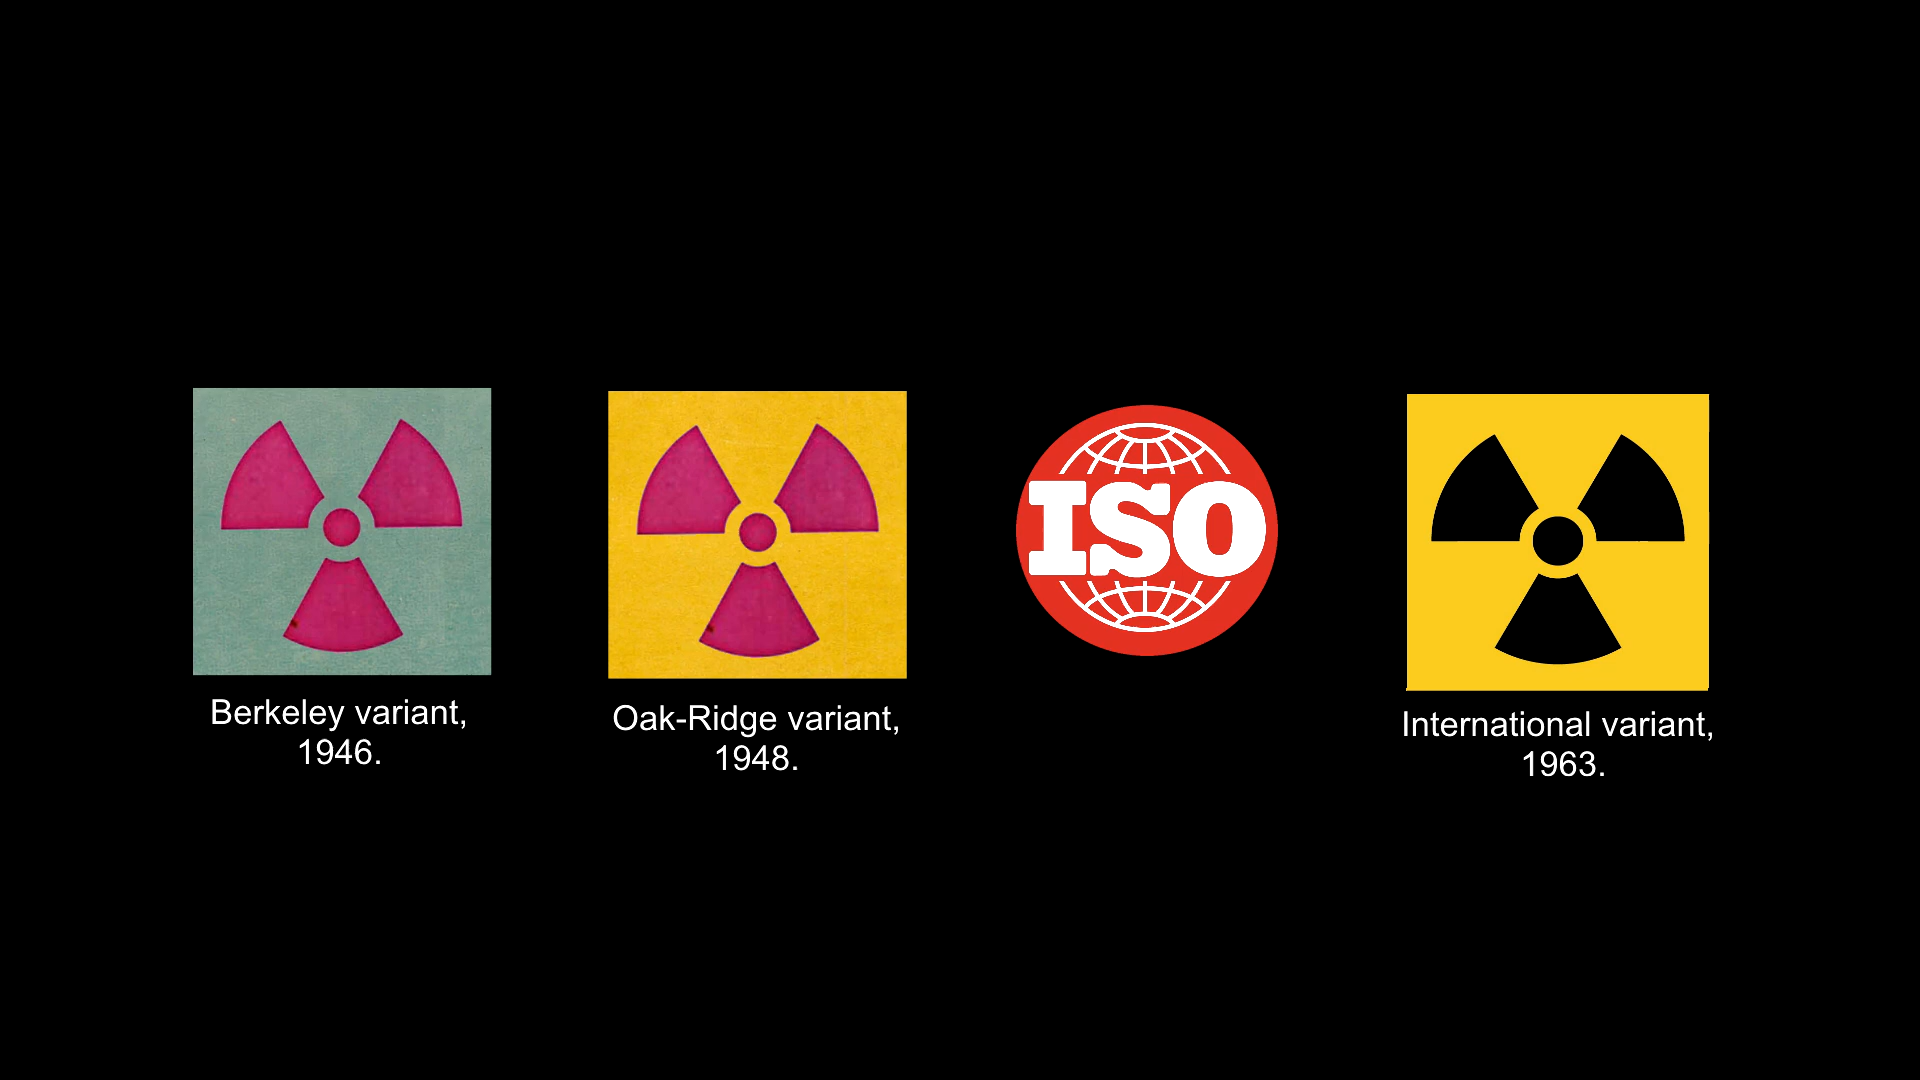 Berkeley variant,
1946.
Oak-Ridge variant,
1948.
ISO
International variant,
1963.